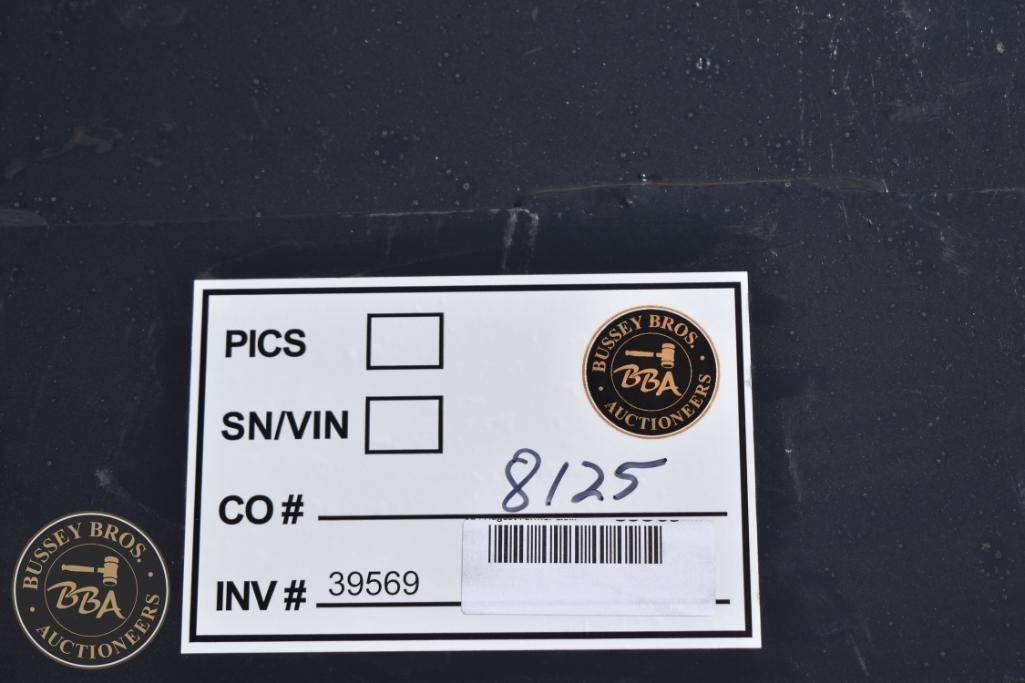 PICS
BUSSEY BROS.
BBA
AUCTIONEERS
SN/VIN
CO # 8125
INV # 39569
BUSSEY BROS.
BBA
AUCTIONEERS